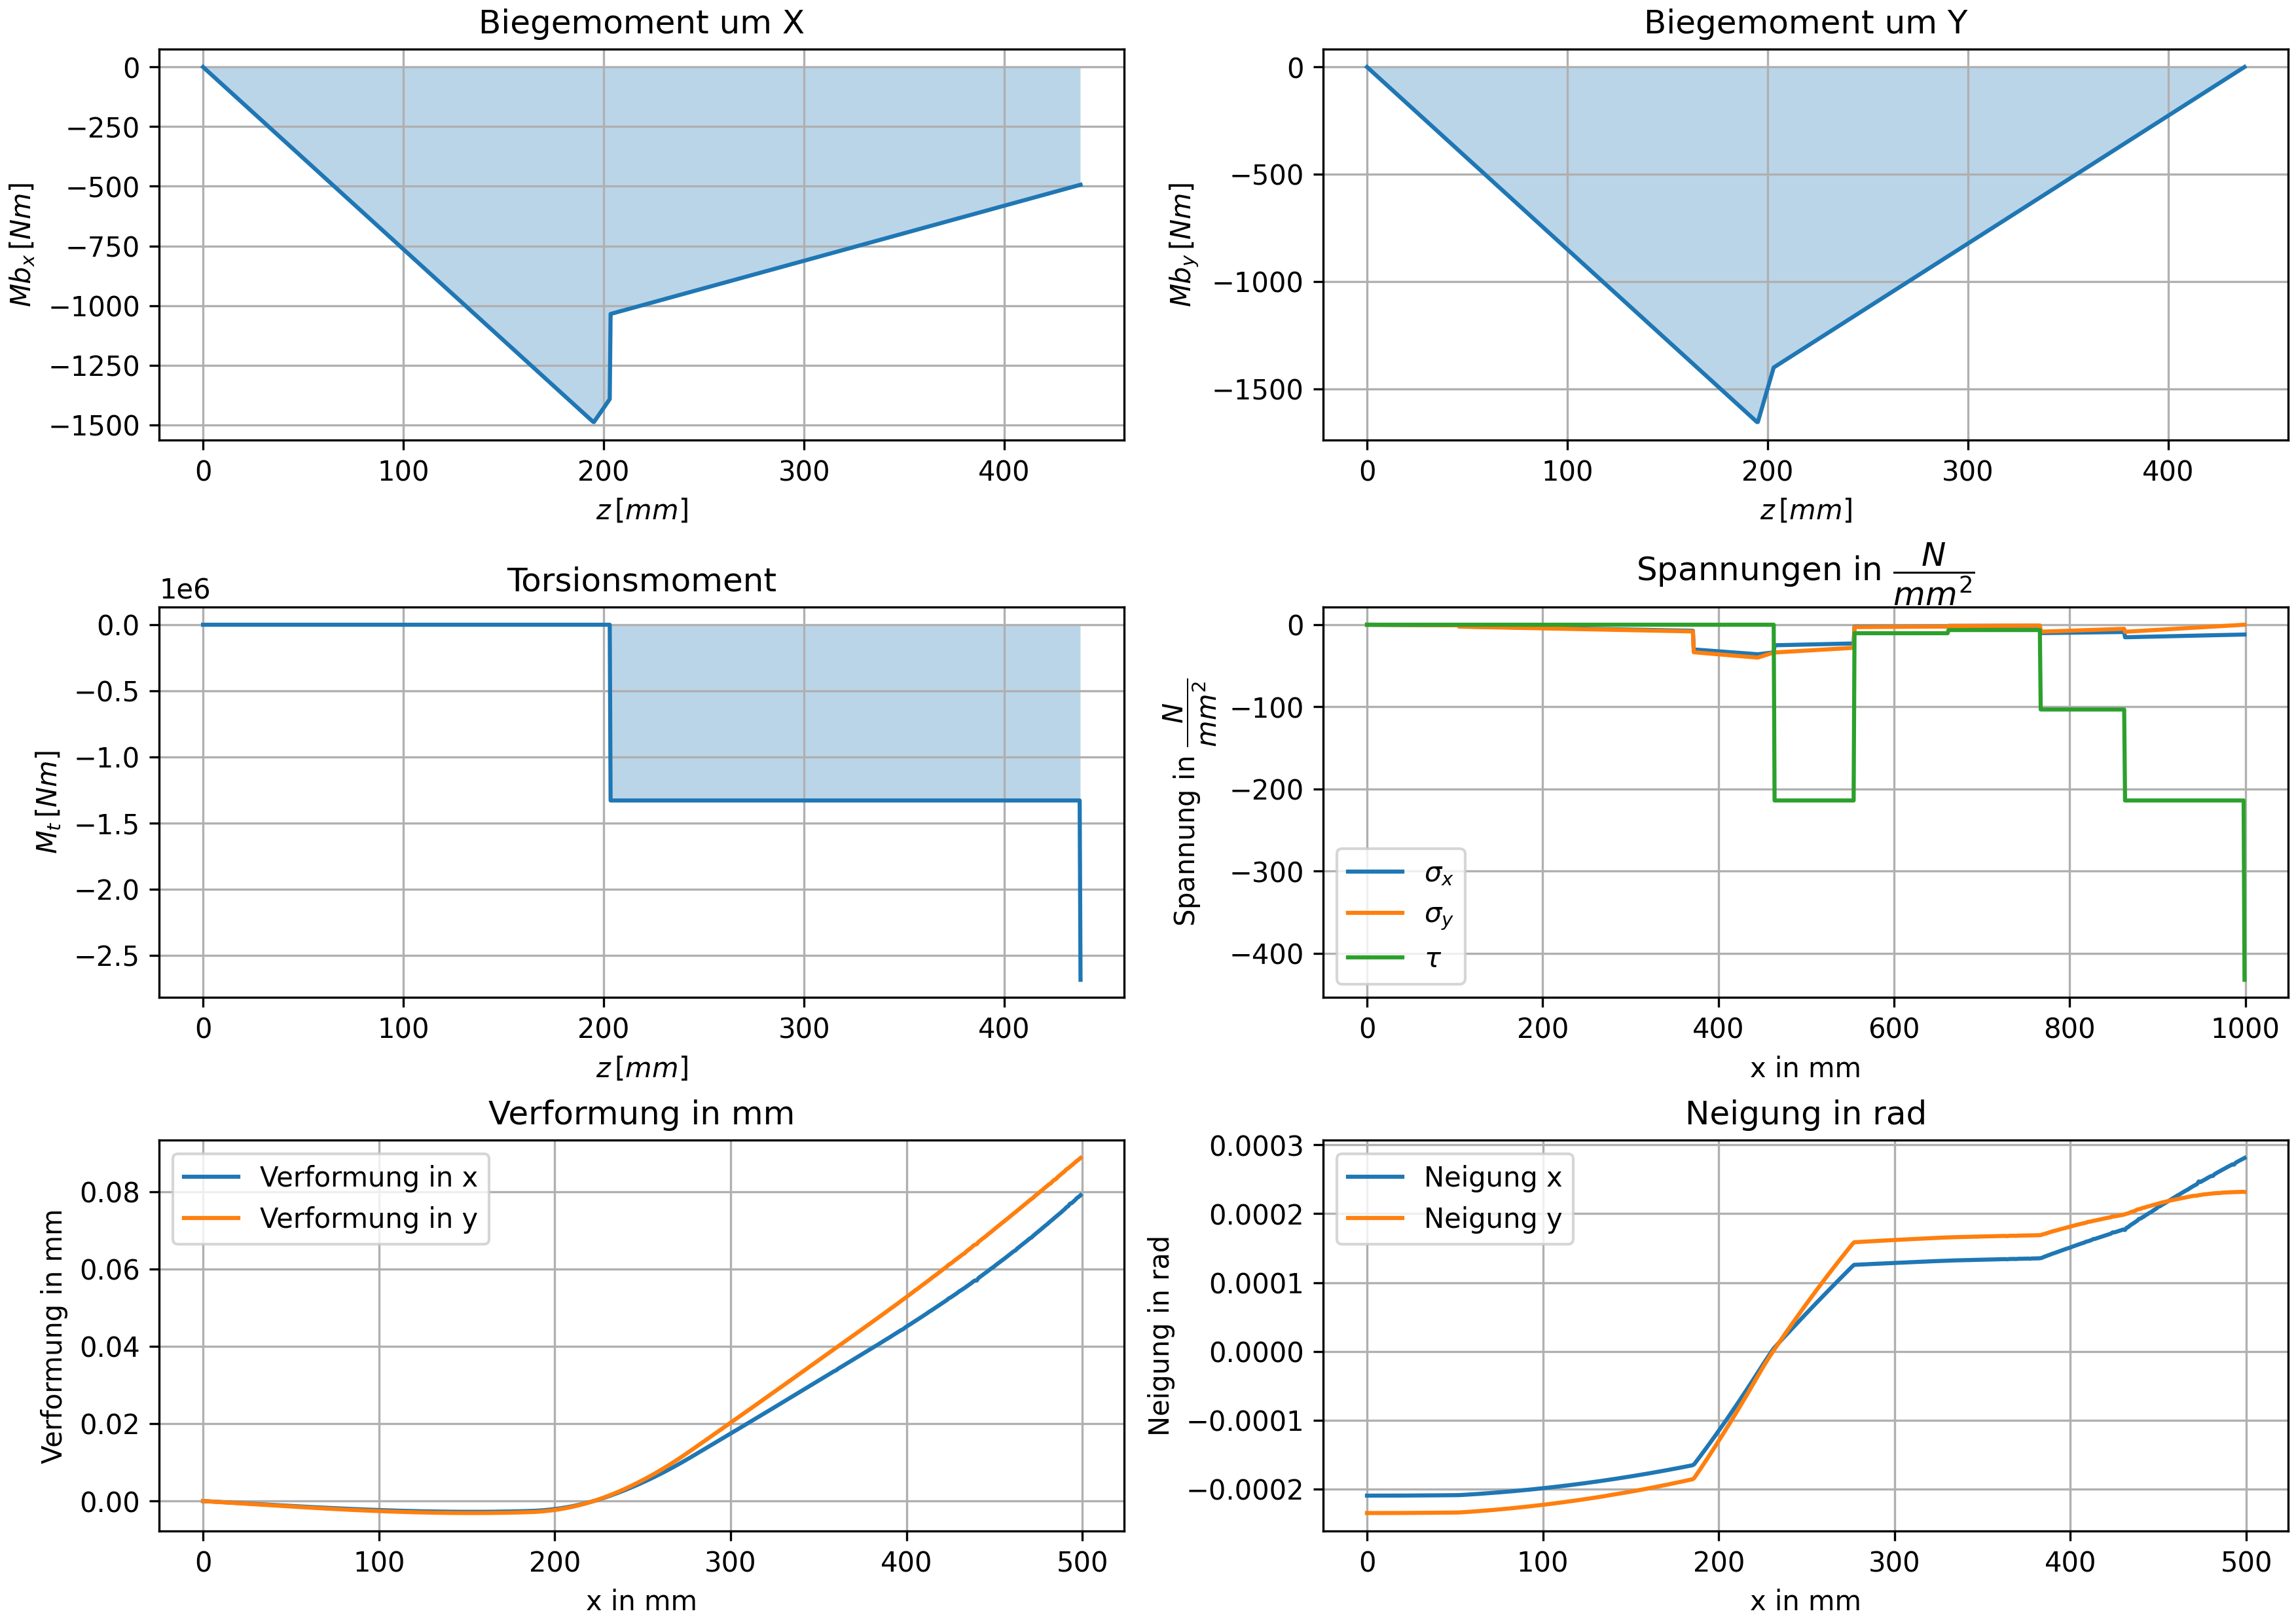 Biegemoment um X
0
−250
−500
−750
−1000
−1250
−1500
Mb_x [Nm]
0 100 200 300 400
z [mm]
Biegemoment um Y
0
−500
−1000
−1500
Mb_y [Nm]
0 100 200 300 400
z [mm]
Torsionsmoment
1e6
0.0
−0.5
−1.0
−1.5
−2.0
−2.5
M_t [Nm]
0 100 200 300 400
z [mm]
Spannungen in N/mm²
0
−100
−200
−300
−400
Spannung in N/mm²
σ_x
σ_y
τ
0 200 400 600 800 1000
x in mm
Verformung in mm
0.08
0.06
0.04
0.02
0.00
Verformung in mm
Verformung in x
Verformung in y
0 100 200 300 400 500
x in mm
Neigung in rad
0.0003
0.0002
0.0001
0.0000
−0.0001
−0.0002
Neigung in rad
Neigung x
Neigung y
0 100 200 300 400 500
x in mm